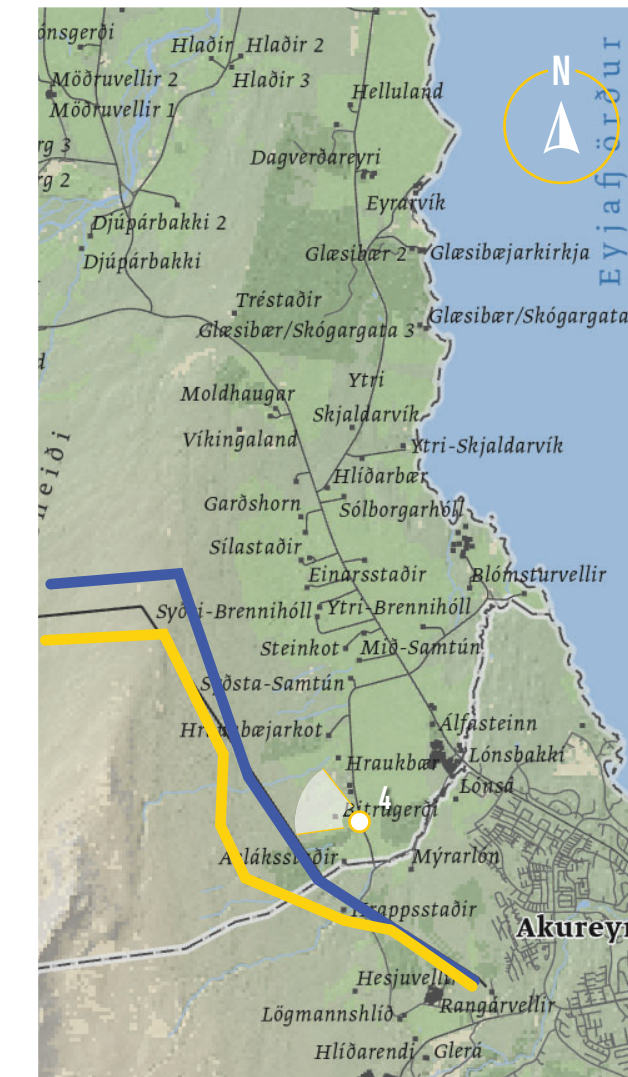 ónsgerði
Hlaðir
Hlaðir 2
Möðruvellir 2
Hlaðir 3
Möðruvellir 1
Helluland
N
Eyjafjörður
rg 3
rg 2
Dagverðareyri
Eyrarvík
Djúpárbakki 2
Djúpárbakki
Glæsibær 2
Glæsibæjarkirkja
Tréstaðir
Glæsibær/Skógargata 3
Glæsibær/Skógargata
d
Ytri
Skjaldarvík
Moldhaugar
Víkingaland
Ytri-Skjaldarvík
heiði
Hlíðarbær
Garðshorn
Sólborgarhóll
Sílastaðir
Einarsstaðir
Blómsturvellir
Syðri-Brennihóll
Ytri-Brennihóll
Steinkot
Mið-Samtún
Syðsta-Samtún
Hraukbæjarkot
Álfasteinn
Hraukbær
Lónsbakki
Lónsá
4
Bitrugerði
Mýrarlón
Hrappsstaðir
Akureyr
Hesjuvellir
Rangárvellir
Lögmannshlíð
Hlíðarendi
Glerá